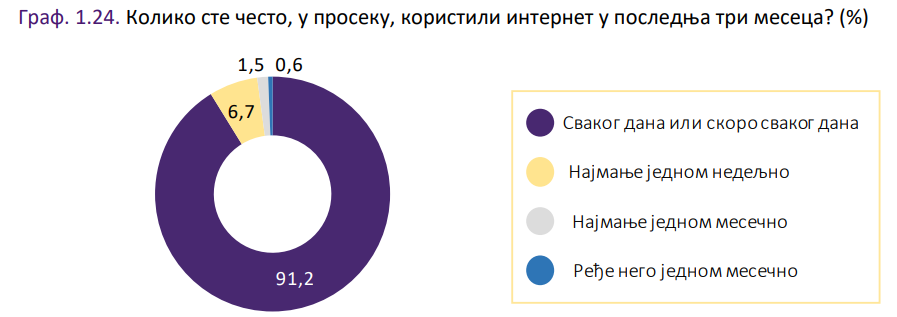 Граф. 1.24. Колико сте често, у просеку, користили интернет у последња три месеца? (%)
1,5 0,6
6,7
91,2
Сваког дана или скоро сваког дана
Најмање једном недељно
Најмање једном месечно
Ређе него једном месечно